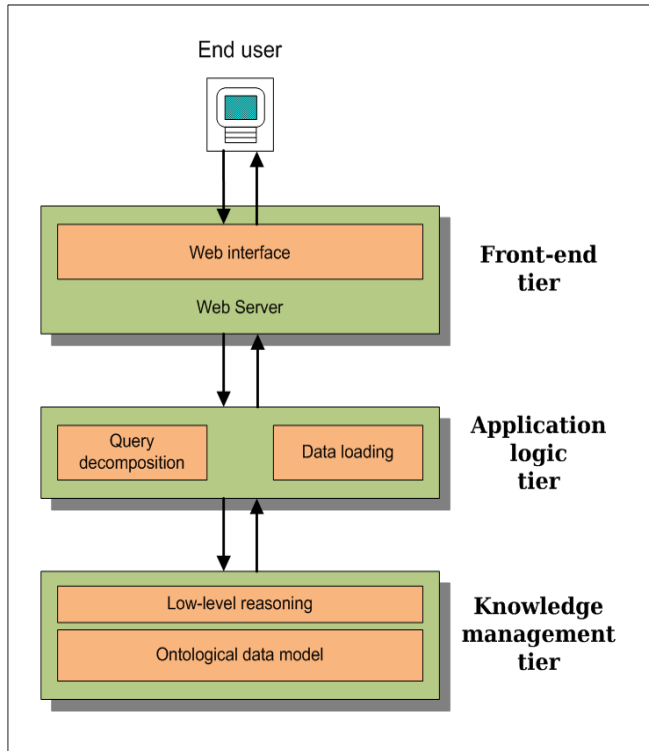 End user
Web interface
Web Server
Front-end
tier
Query
decomposition
Data loading
Application
logic
tier
Low-level reasoning
Ontological data model
Knowledge
management
tier